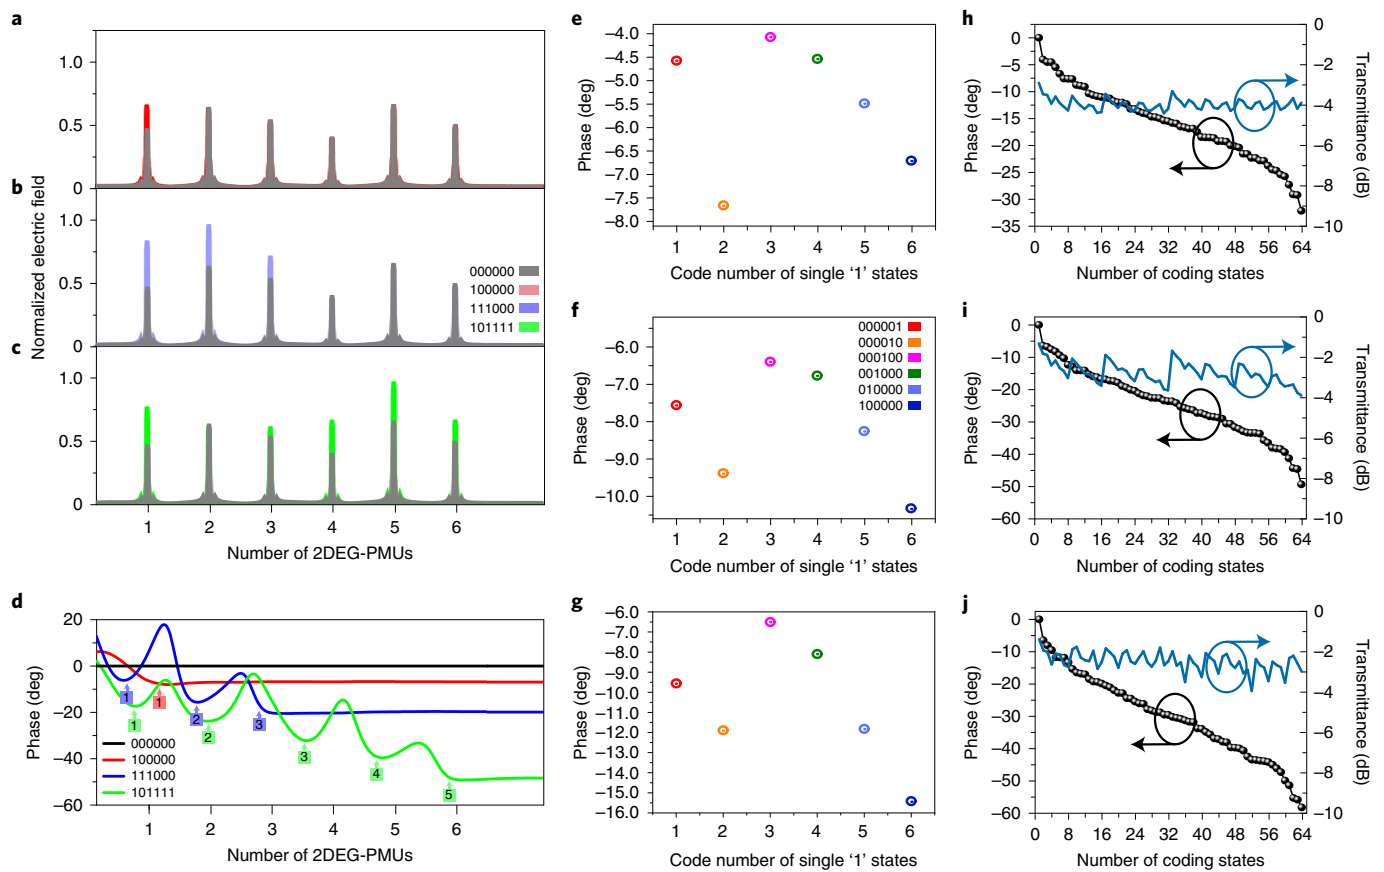 a
1.0
0.5
0
b
1.0
0.5
0
c
1.0
0.5
0
Normalized electric field
000000
100000
111000
101111
1 2 3 4 5 6
Number of 2DEG-PMUs
d
20
0
–20
–40
–60
Phase (deg)
1 1 2 3
1 2 3 4 5
000000
100000
111000
101111
1 2 3 4 5 6
Number of 2DEG-PMUs
e
–4.0
–4.5
–5.0
–5.5
–6.0
–6.5
–7.0
–7.5
–8.0
Phase (deg)
1 2 3 4 5 6
Code number of single ‘1’ states
f
–6.0
–7.0
–8.0
–9.0
–10.0
Phase (deg)
000001
000010
000100
001000
010000
100000
1 2 3 4 5 6
Code number of single ‘1’ states
g
–6.0
–7.0
–8.0
–9.0
–10.0
–11.0
–12.0
–13.0
–14.0
–15.0
–16.0
Phase (deg)
1 2 3 4 5 6
Code number of single ‘1’ states
h
0
–5
–10
–15
–20
–25
–30
–35
Phase (deg)
0
–2
–4
–6
–8
–10
Transmittance (dB)
0 8 16 24 32 40 48 56 64
Number of coding states
i
0
–10
–20
–30
–40
–50
–60
Phase (deg)
0
–2
–4
–6
–8
–10
Transmittance (dB)
0 8 16 24 32 40 48 56 64
Number of coding states
j
0
–10
–20
–30
–40
–50
–60
Phase (deg)
0
–2
–4
–6
–8
–10
Transmittance (dB)
0 8 16 24 32 40 48 56 64
Number of coding states